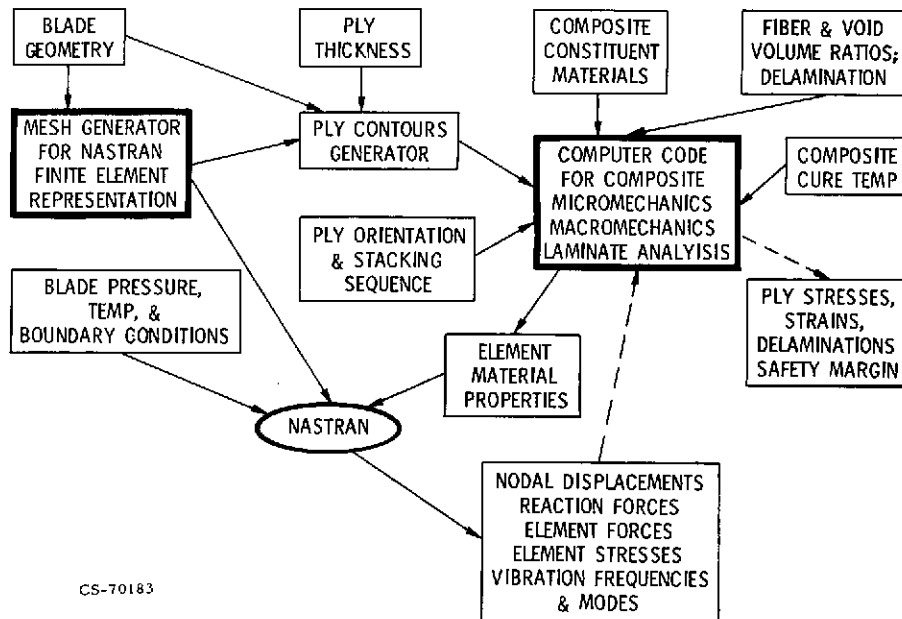 BLADE
GEOMETRY
PLY
THICKNESS
COMPOSITE
CONSTITUENT
MATERIALS
FIBER & VOID
VOLUME RATIOS;
DELAMINATION
MESH GENERATOR
FOR NASTRAN
FINITE ELEMENT
REPRESENTATION
PLY CONTOURS
GENERATOR
COMPUTER CODE
FOR COMPOSITE
MICROMECHANICS
MACROMECHANICS
LAMINATE ANALYISIS
COMPOSITE
CURE TEMP
PLY ORIENTATION
& STACKING
SEQUENCE
BLADE PRESSURE,
TEMP, &
BOUNDARY CONDITIONS
ELEMENT
MATERIAL
PROPERTIES
PLY STRESSES,
STRAINS,
DELAMINATIONS
SAFETY MARGIN
NASTRAN
NODAL DISPLACEMENTS
REACTION FORCES
ELEMENT FORCES
ELEMENT STRESSES
VIBRATION FREQUENCIES
& MODES
CS-70183